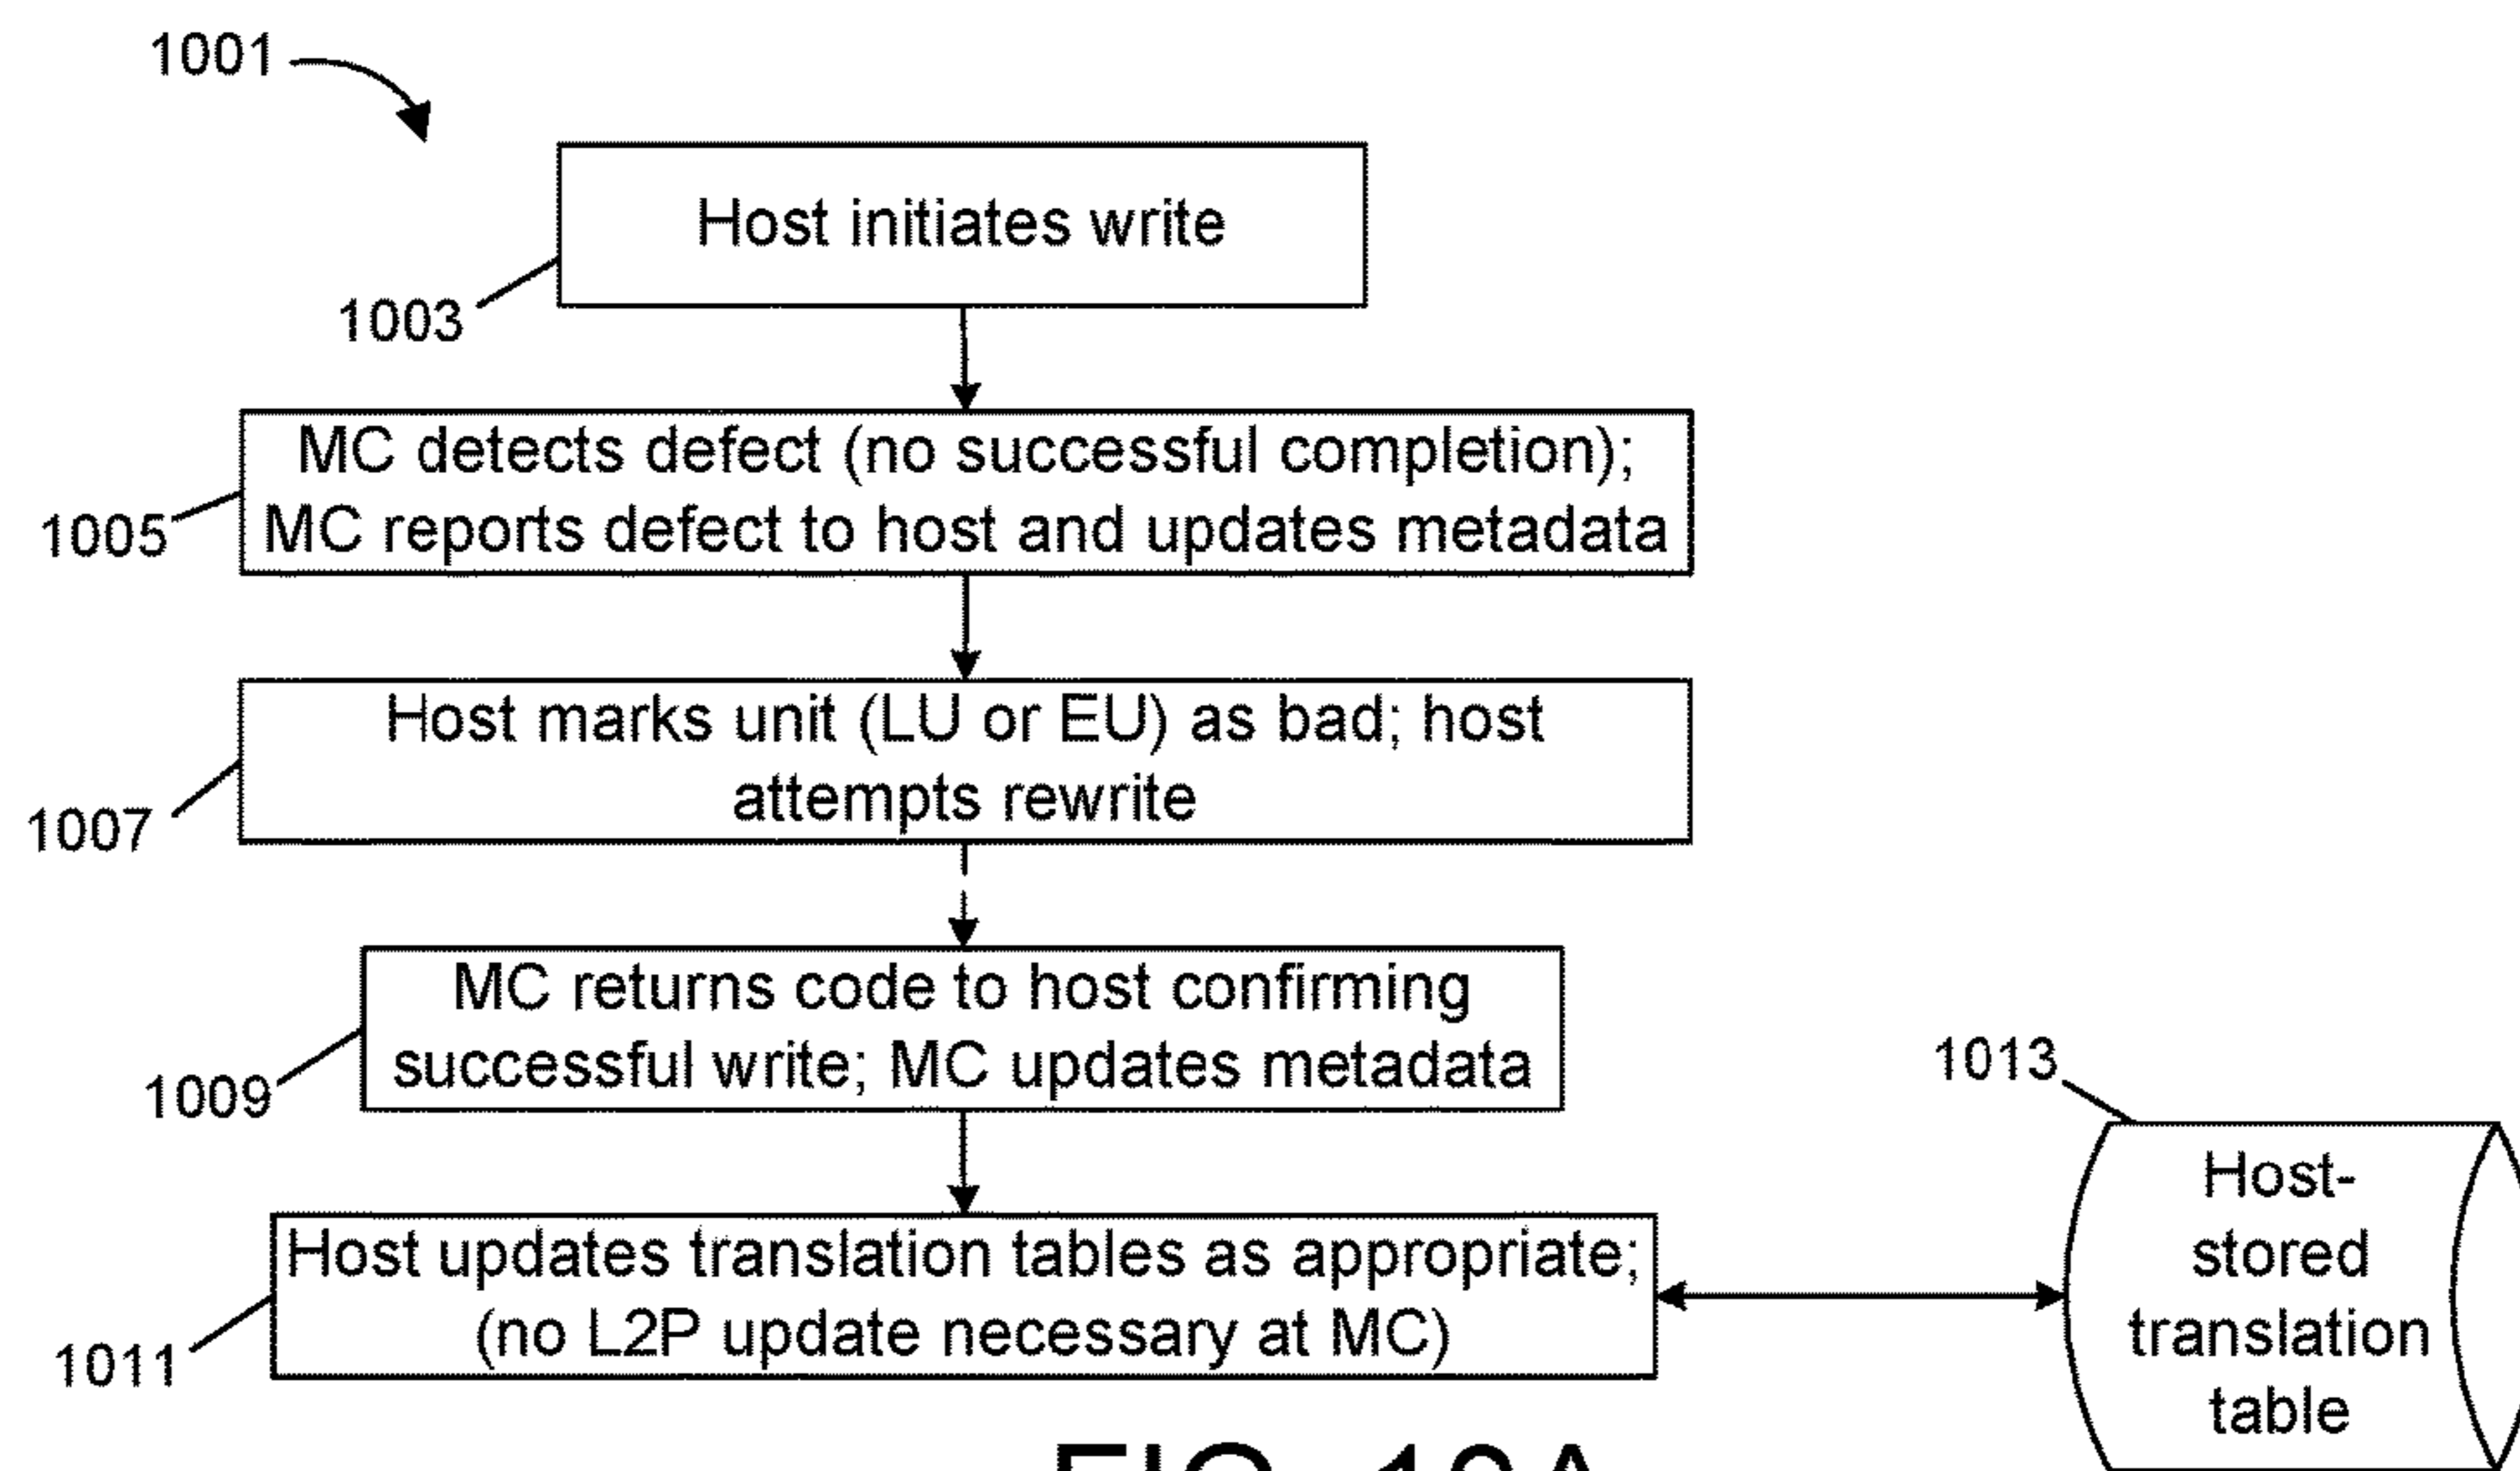 1001
Host initiates write
1003
MC detects defect (no successful completion);
MC reports defect to host and updates metadata
1005
Host marks unit (LU or EU) as bad; host
attempts rewrite
1007
MC returns code to host confirming
successful write; MC updates metadata
1009
1013
Host-
stored
translation
table
Host updates translation tables as appropriate;
(no L2P update necessary at MC)
1011